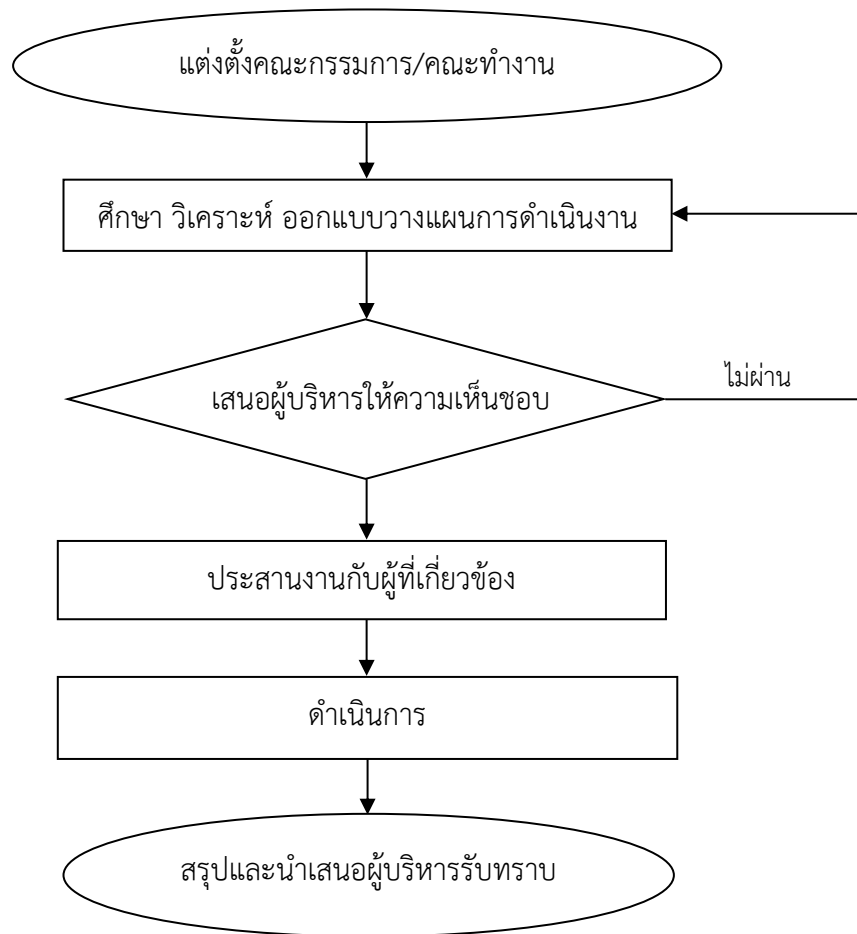 แต่งตั้งคณะกรรมการ/คณะทำงาน
ศึกษา วิเคราะห์ ออกแบบวางแผนการดำเนินงาน
ไม่ผ่าน
เสนอผู้บริหารให้ความเห็นชอบ
ประสานงานกับผู้ที่เกี่ยวข้อง
ดำเนินการ
สรุปและนำเสนอผู้บริหารรับทราบ